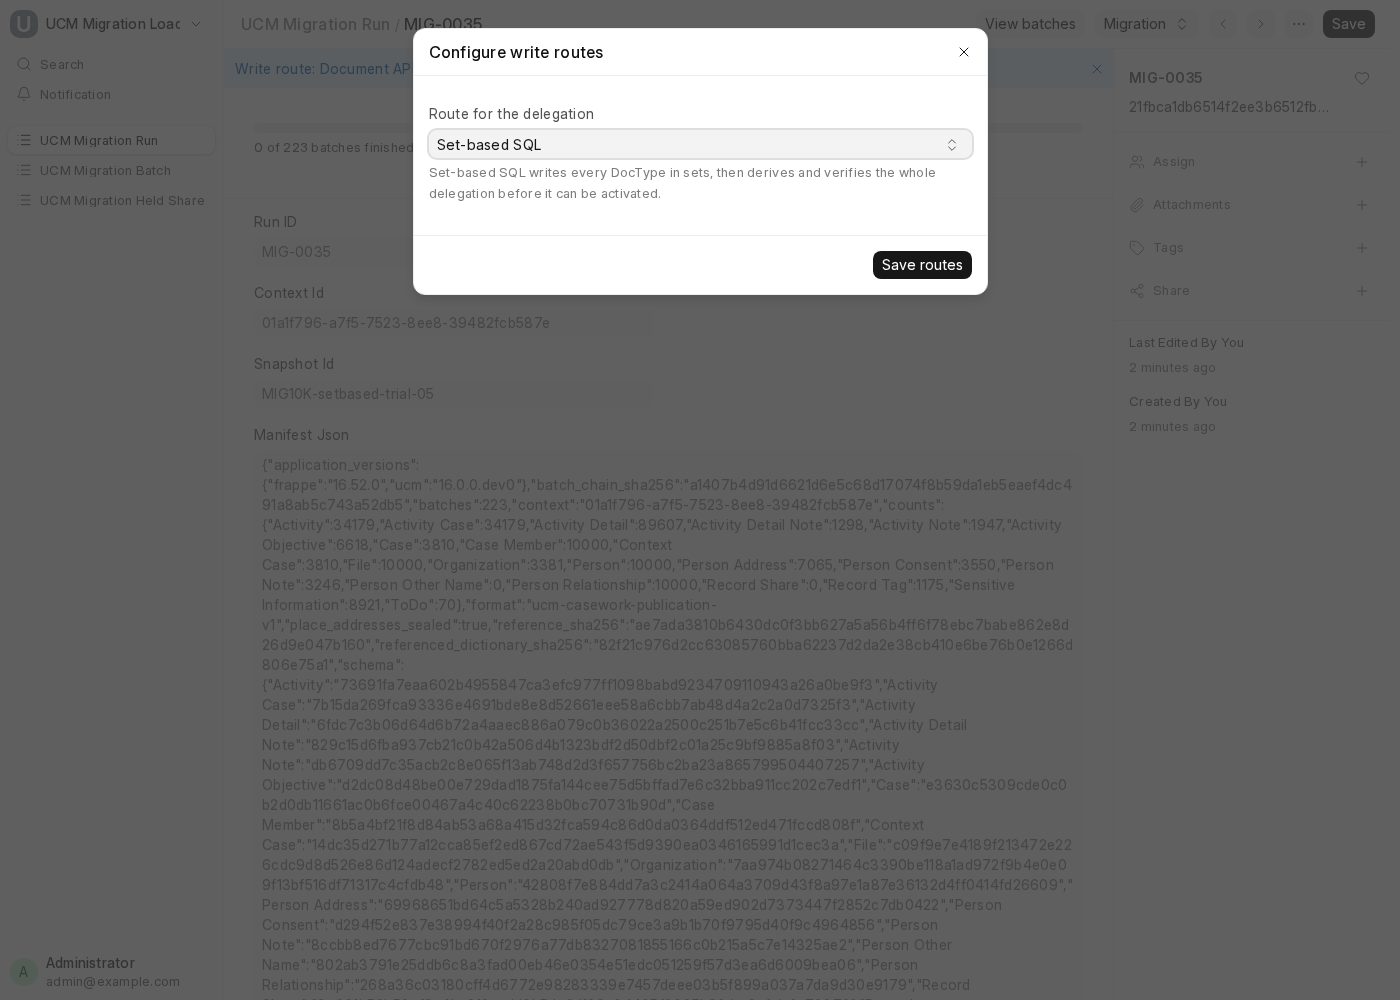 UCM Migration Load
UCM Migration Run / MIG-0035
View batches
Migration
Save
Search
Notification
UCM Migration Run
UCM Migration Batch
UCM Migration Held Share
Write route: Document AP
Configure write routes
Route for the delegation
Set-based SQL
Set-based SQL writes every DocType in sets, then derives and verifies the whole
delegation before it can be activated.
Save routes
0 of 223 batches finished
Run ID
MIG-0035
Context Id
01a1f796-a7f5-7523-8ee8-39482fcb587e
Snapshot Id
MIG10K-setbased-trial-05
Manifest Json
{"application_versions":
{"frappe":"16.52.0","ucm":"16.0.0.dev0"},"batch_chain_sha256":"a1407b4d91d6621d6e5c68d17074f8b59da1eb5eaef4dc4
91a8ab5c743a52db5","batches":223,"context":"01a1f796-a7f5-7523-8ee8-39482fcb587e","counts":
{"Activity":34179,"Activity Case":34179,"Activity Detail":89607,"Activity Detail Note":1298,"Activity Note":1947,"Activity
Objective":6618,"Case":3810,"Case Member":10000,"Context
Case":3810,"File":10000,"Organization":3381,"Person":10000,"Person Address":7065,"Person Consent":3550,"Person
Note":3246,"Person Other Name":0,"Person Relationship":10000,"Record Share":0,"Record Tag":1175,"Sensitive
Information":8921,"ToDo":70},"format":"ucm-casework-publication-
v1","place_addresses_sealed":true,"reference_sha256":"ae7ada3810b6430dc0f3bb627a5a56b4ff6f78ebc7babe862e8d
26d9e047b160","referenced_dictionary_sha256":"82f21c976d2cc63085760bba62237d2da2e38cb410e6be76b0e1266d
806e75a1","schema":
{"Activity":"73691fa7eaa602b4955847ca3efc977ff1098babd9234709110943a26a0be9f3","Activity
Case":"7b15da269fca93336e4691bde8e8d52661eee58a6cbb7ab48d4a2c2a0d7325f3","Activity
Detail":"6fdc7c3b06d64d6b72a4aaec886a079c0b36022a2500c251b7e5c6b41fcc33cc","Activity Detail
Note":"829c15d6fba937cb21c0b42a506d4b1323bdf2d50dbf2c01a25c9bf9885a8f03","Activity
Note":"db6709dd7c35acb2c8e065f13ab748d2d3f657756bc2ba23a865799504407257","Activity
Objective":"d2dc08d48be00e729dad1875fa144cee75d5bffad7e6c32bba911cc202c7edf1","Case":"e3630c5309cde0c0
b2d0db11661ac0b6fce00467a4c40c62238b0bc70731b90d","Case
Member":"8b5a4bf21f8d84ab53a68a415d32fca594c86d0da0364ddf512ed471fccd808f","Context
Case":"14dc35d271b77a12cca85ef2ed867cd72ae543f5d9390ea0346165991d1cec3a","File":"c09f9e7e4189f213472e22
6cdc9d8d526e86d124adecf2782ed5ed2a20abd0db","Organization":"7aa974b08271464c3390be118a1ad972f9b4e0e0
9f13bf516df71317c4cfdb48","Person":"42808f7e884dd7a3c2414a064a3709d43f8a97e1a87e36132d4ff0414fd26609","
Person Address":"69968651bd64c5a5328b240ad927778d820a59ed902d7373447f2852c7db0422","Person
Consent":"d294f52e837e38994f40f2a28c985f05dc79ce3a9b1b70f9795d40f9c4964856","Person
Note":"8ccbb8ed7677cbc91bd670f2976a77db8327081855166c0b215a5c7e14325ae2","Person Other
Name":"802ab3791e25ddb6c8a3fad00eb46e0354e51edc051259f57d3ea6d6009bea06","Person
Relationship":"268a36c03180cff4d6772e98283339e7457deee03b5f899a037a7da9d30e9179","Record
MIG-0035
21fbca1db6514f2ee3b6512fb...
Assign
Attachments
Tags
Share
Last Edited By You
2 minutes ago
Created By You
2 minutes ago
A
Administrator
admin@example.com